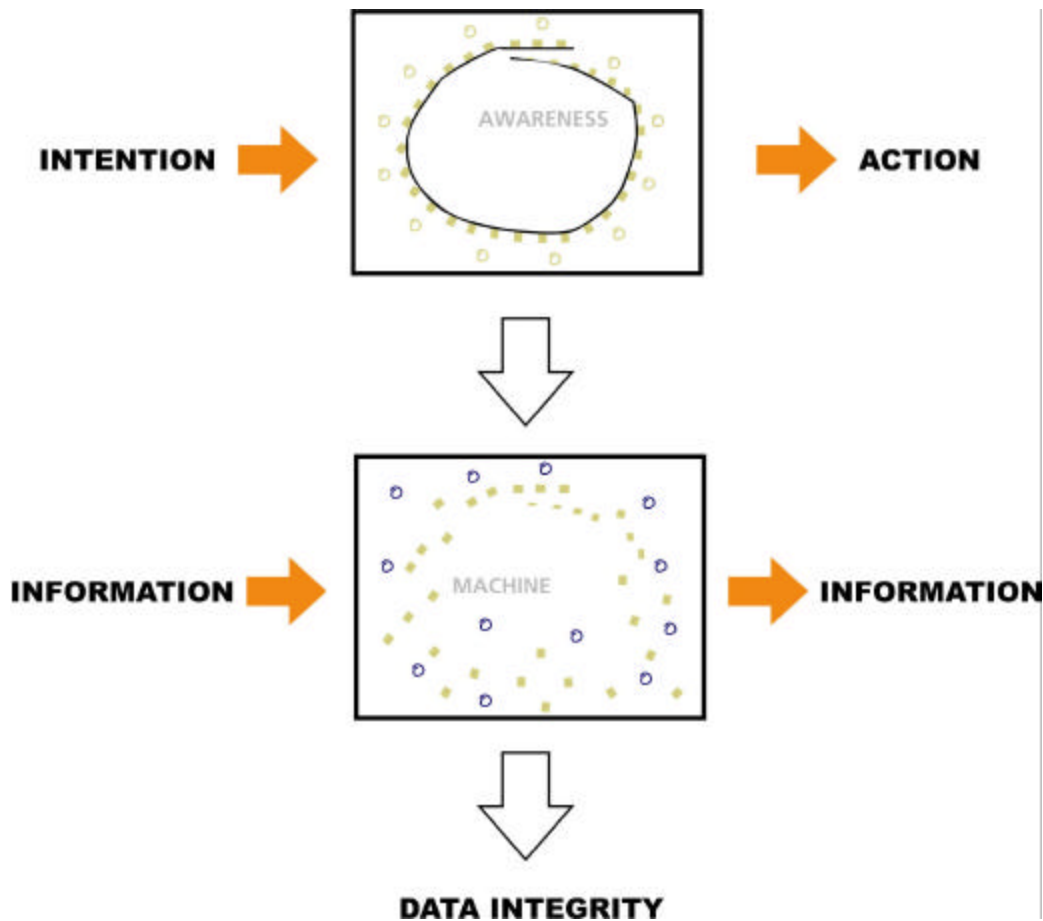 AWARENESS
INTENTION
ACTION
MACHINE
INFORMATION
INFORMATION
DATA INTEGRITY